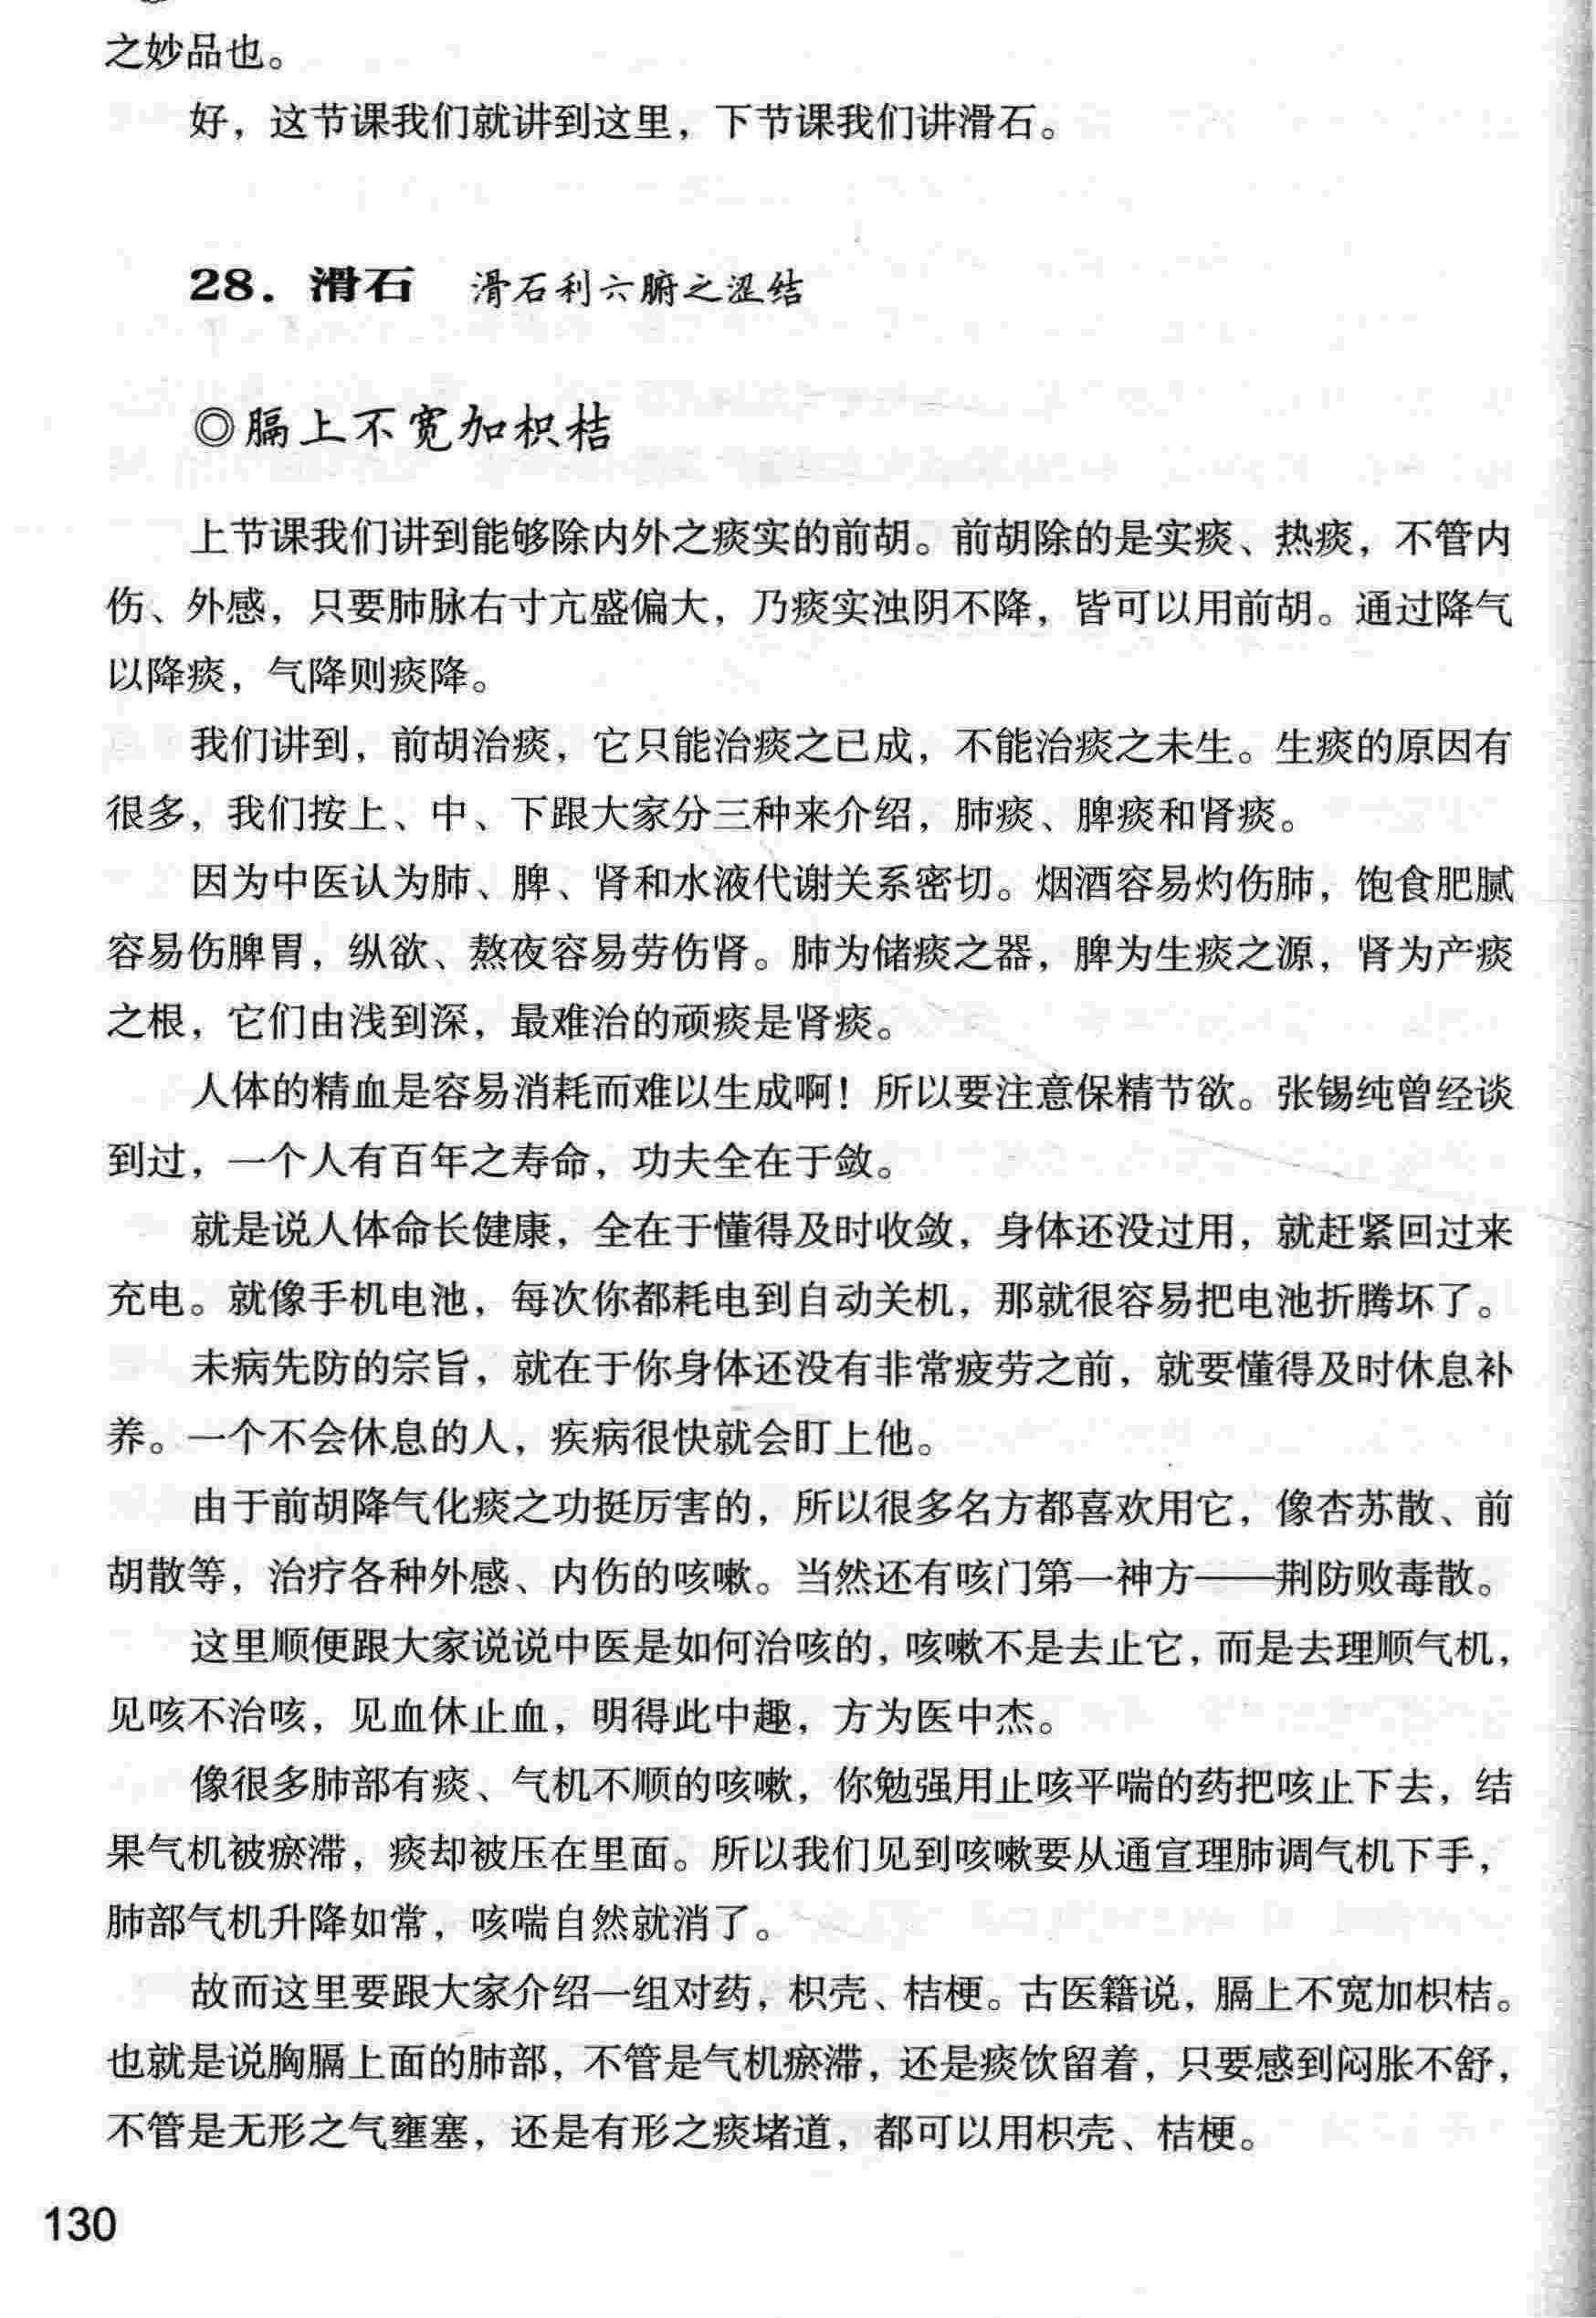 之妙品也。
好，这节课我们就讲到这里，下节课我们讲滑石。
28. 滑石 滑石利六腑之涩结
◎膈上不宽加枳桔
上节课我们讲到能够除内外之痰实的前胡。前胡除的是实痰、热痰，不管内
伤、外感，只要肺脉右寸亢盛偏大，乃痰实浊阴不降，皆可以用前胡。通过降气
以降痰，气降则痰降。
我们讲到，前胡治痰，它只能治痰之已成，不能治痰之未生。生痰的原因有
很多，我们按上、中、下跟大家分三种来介绍，肺痰、脾痰和肾痰。
因为中医认为肺、脾、肾和水液代谢关系密切。烟酒容易灼伤肺，饱食肥腻
容易伤脾胃，纵欲、熬夜容易劳伤肾。肺为储痰之器，脾为生痰之源，肾为产痰
之根，它们由浅到深，最难治的顽痰是肾痰。
人体的精血是容易消耗而难以生成啊！所以要注意保精节欲。张锡纯曾经谈
到过，一个人有百年之寿命，功夫全在于敛。
就是说人体命长健康，全在于懂得及时收敛，身体还没过用，就赶紧回过来
充电。就像手机电池，每次你都耗电到自动关机，那就很容易把电池折腾坏了。
未病先防的宗旨，就在于你身体还没有非常疲劳之前，就要懂得及时休息补
养。一个不会休息的人，疾病很快就会盯上他。
由于前胡降气化痰之功挺厉害的，所以很多名方都喜欢用它，像杏苏散、前
胡散等，治疗各种外感、内伤的咳嗽。当然还有咳门第一神方——荆防败毒散。
这里顺便跟大家说说中医是如何治咳的，咳嗽不是去止它，而是去理顺气机，
见咳不治咳，见血休止血，明得此中趣，方为医中杰。
像很多肺部有痰、气机不顺的咳嗽，你勉强用止咳平喘的药把咳止下去，结
果气机被瘀滞，痰却被压在里面。所以我们见到咳嗽要从通宣理肺调气机下手，
肺部气机升降如常，咳喘自然就消了。
故而这里要跟大家介绍一组对药，枳壳、桔梗。古医籍说，膈上不宽加枳桔。
也就是说胸膈上面的肺部，不管是气机瘀滞，还是痰饮留着，只要感到闷胀不舒，
不管是无形之气壅塞，还是有形之痰堵道，都可以用枳壳、桔梗。
130